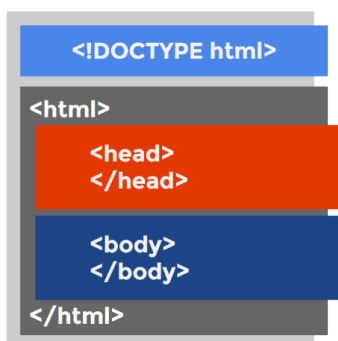 <!DOCTYPE html>
<html>
<head>
</head>
<body>
</body>
</html>